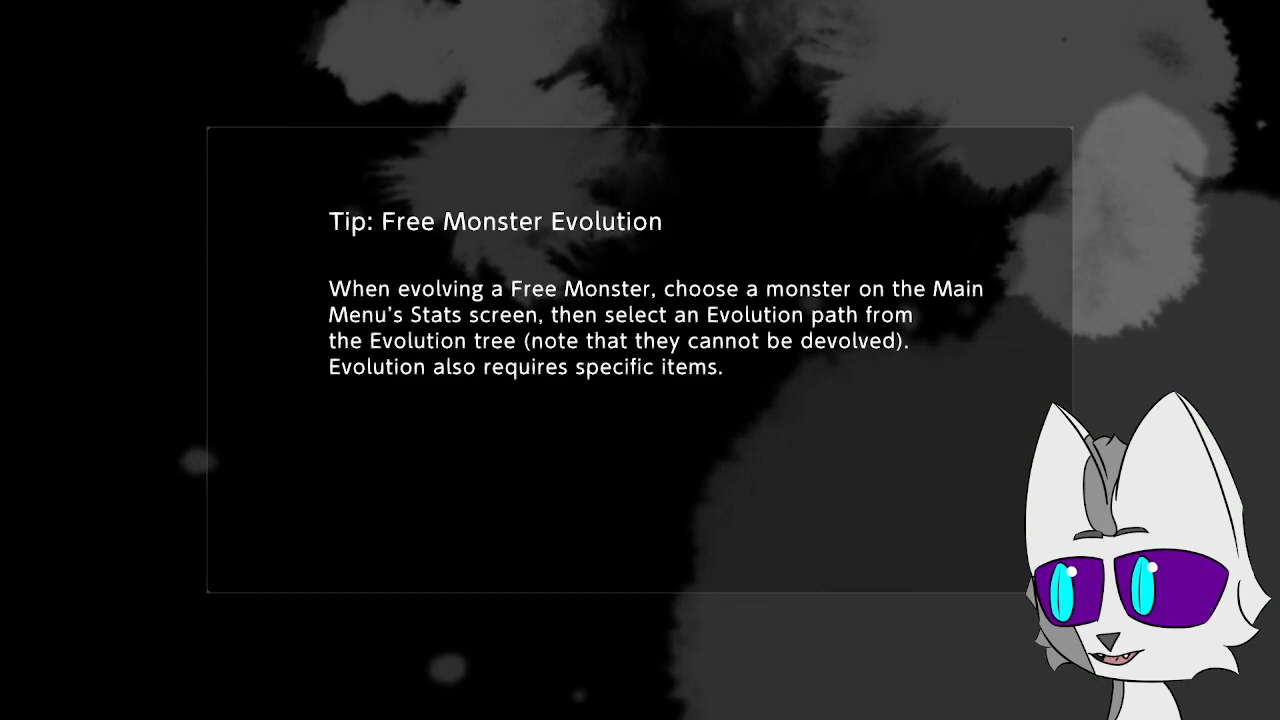 Tip: Free Monster Evolution
When evolving a Free Monster, choose a monster on the Main
Menu's Stats screen, then select an Evolution path from
the Evolution tree (note that they cannot be devolved).
Evolution also requires specific items.